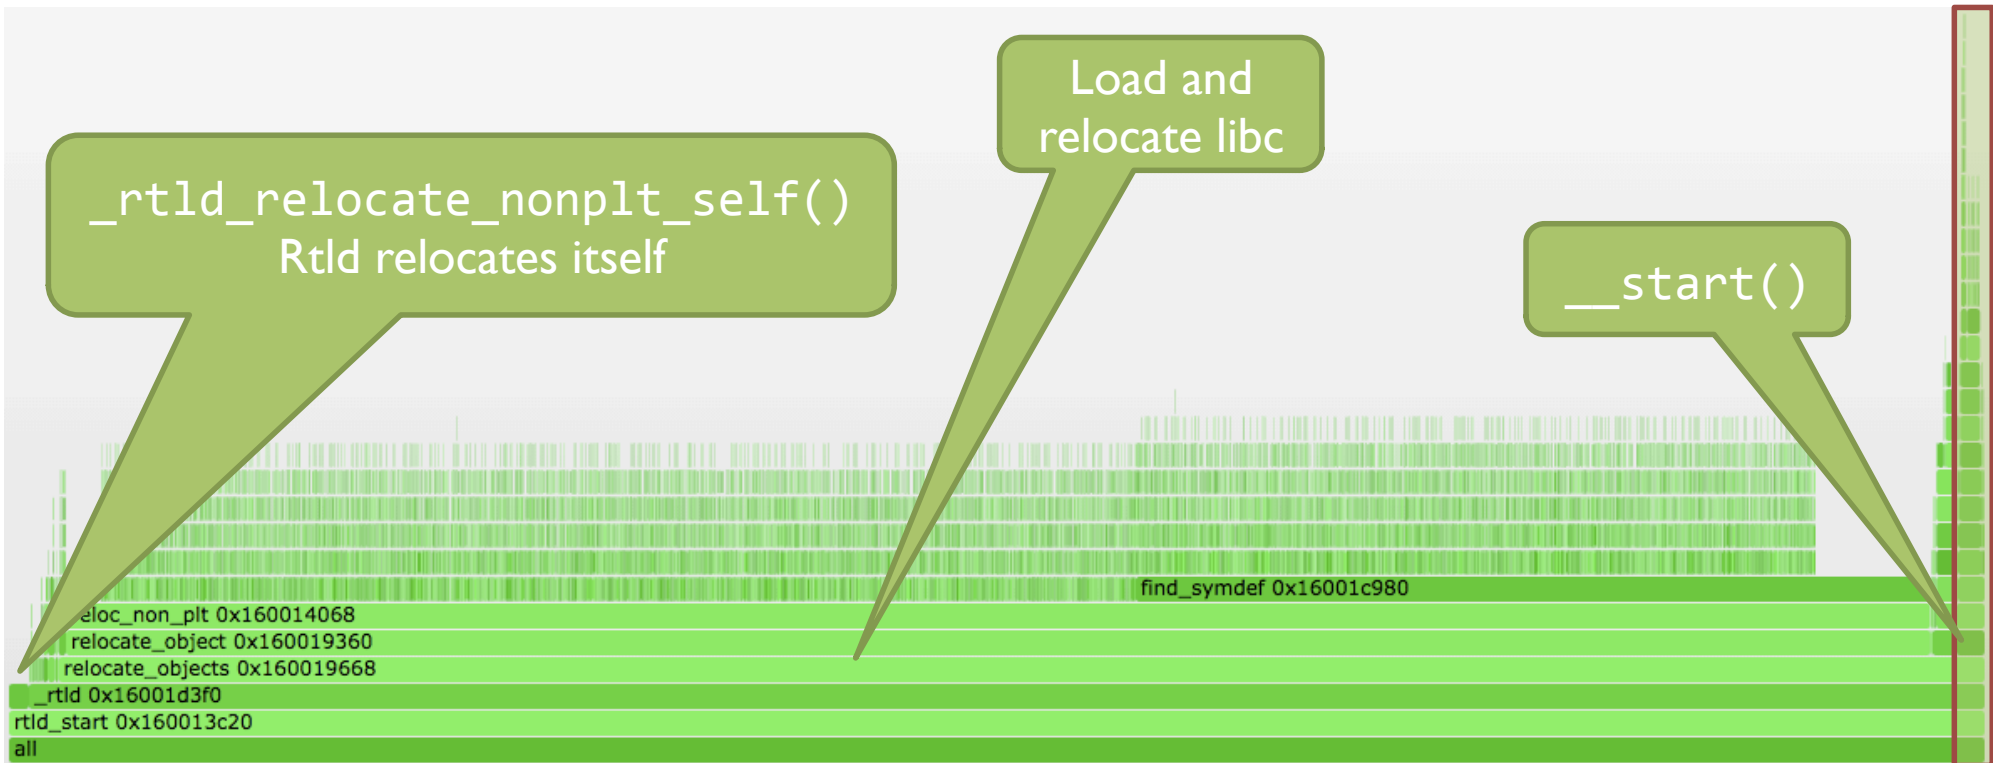 Load and
relocate libc
_rtld_relocate_nonplt_self()
Rtld relocates itself
__start()
find_symdef 0x16001c980
eloc_non_plt 0x160014068
relocate_object 0x160019360
relocate_objects 0x160019668
_rtld 0x16001d3f0
rtld_start 0x160013c20
all